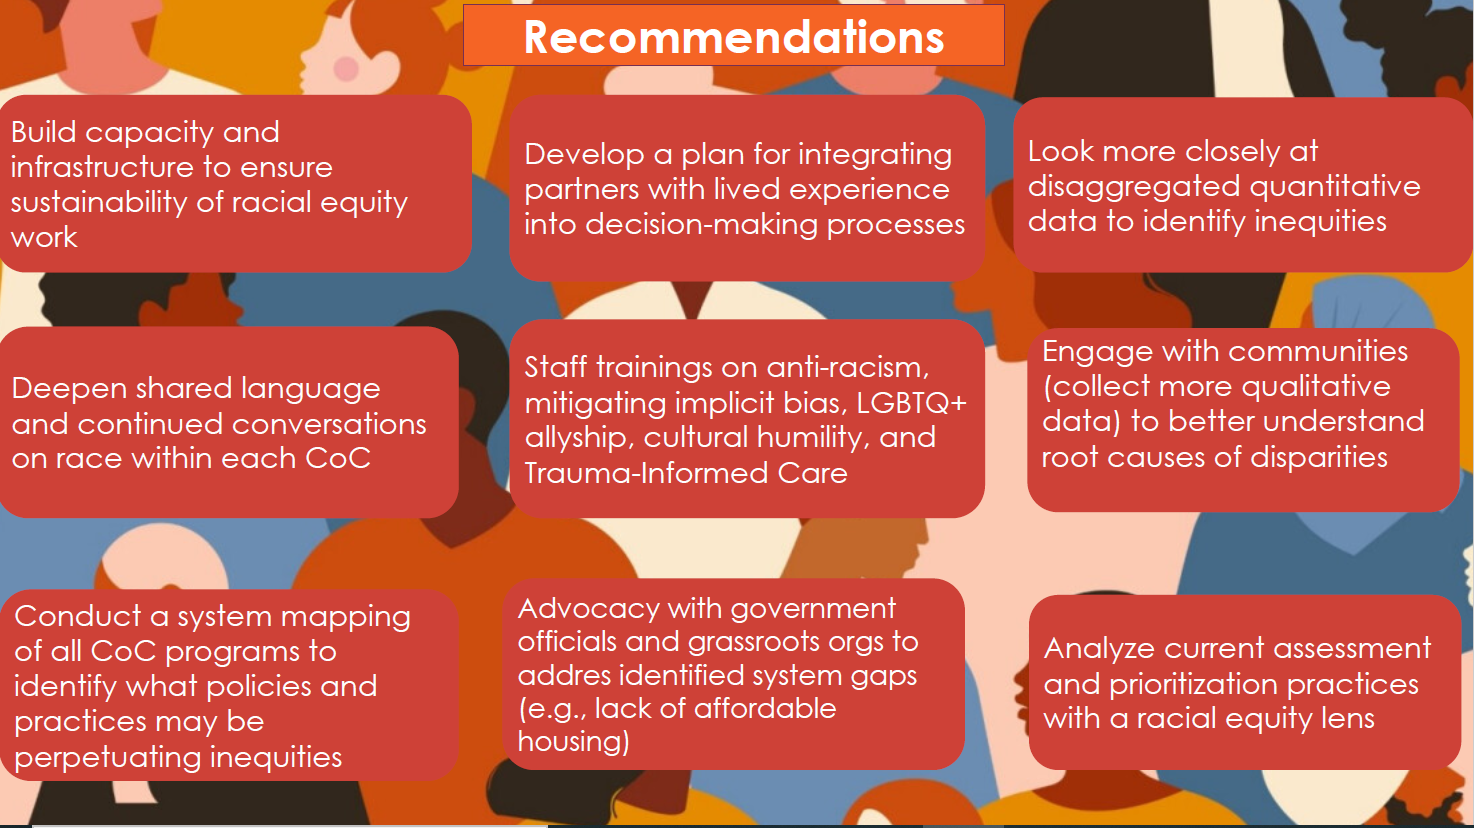 Recommendations
Build capacity and
infrastructure to ensure
sustainability of racial equity
work
Develop a plan for integrating
partners with lived experience
into decision-making processes
Look more closely at
disaggregated quantitative
data to identify inequities
Deepen shared language
and continued conversations
on race within each CoC
Staff trainings on anti-racism,
mitigating implicit bias, LGBTQ+
allyship, cultural humility, and
Trauma-Informed Care
Engage with communities
(collect more qualitative
data) to better understand
root causes of disparities
Conduct a system mapping
of all CoC programs to
identify what policies and
practices may be
perpetuating inequities
Advocacy with government
officials and grassroots orgs to
addres identified system gaps
(e.g., lack of affordable
housing)
Analyze current assessment
and prioritization practices
with a racial equity lens